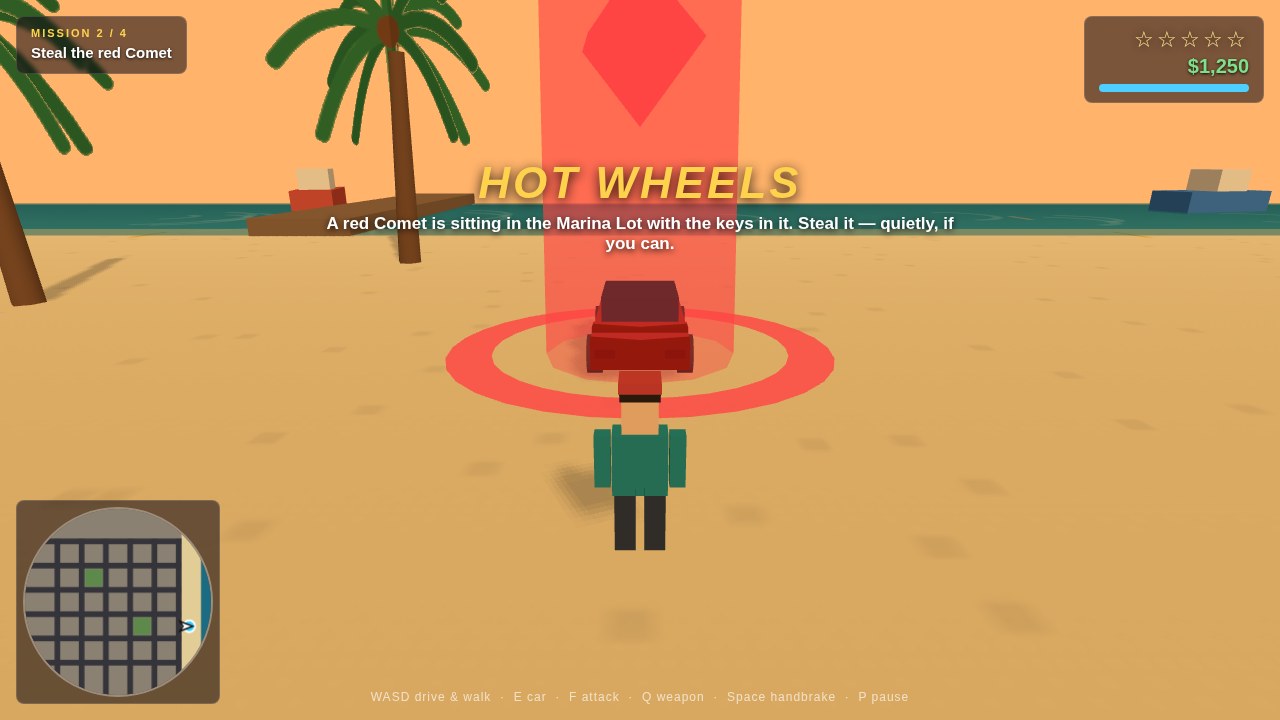 MISSION 2 / 4
Steal the red Comet
☆☆☆☆☆
$1,250
HOT WHEELS
A red Comet is sitting in the Marina Lot with the keys in it. Steal it — quietly, if
you can.
WASD drive & walk · E car · F attack · Q weapon · Space handbrake · P pause